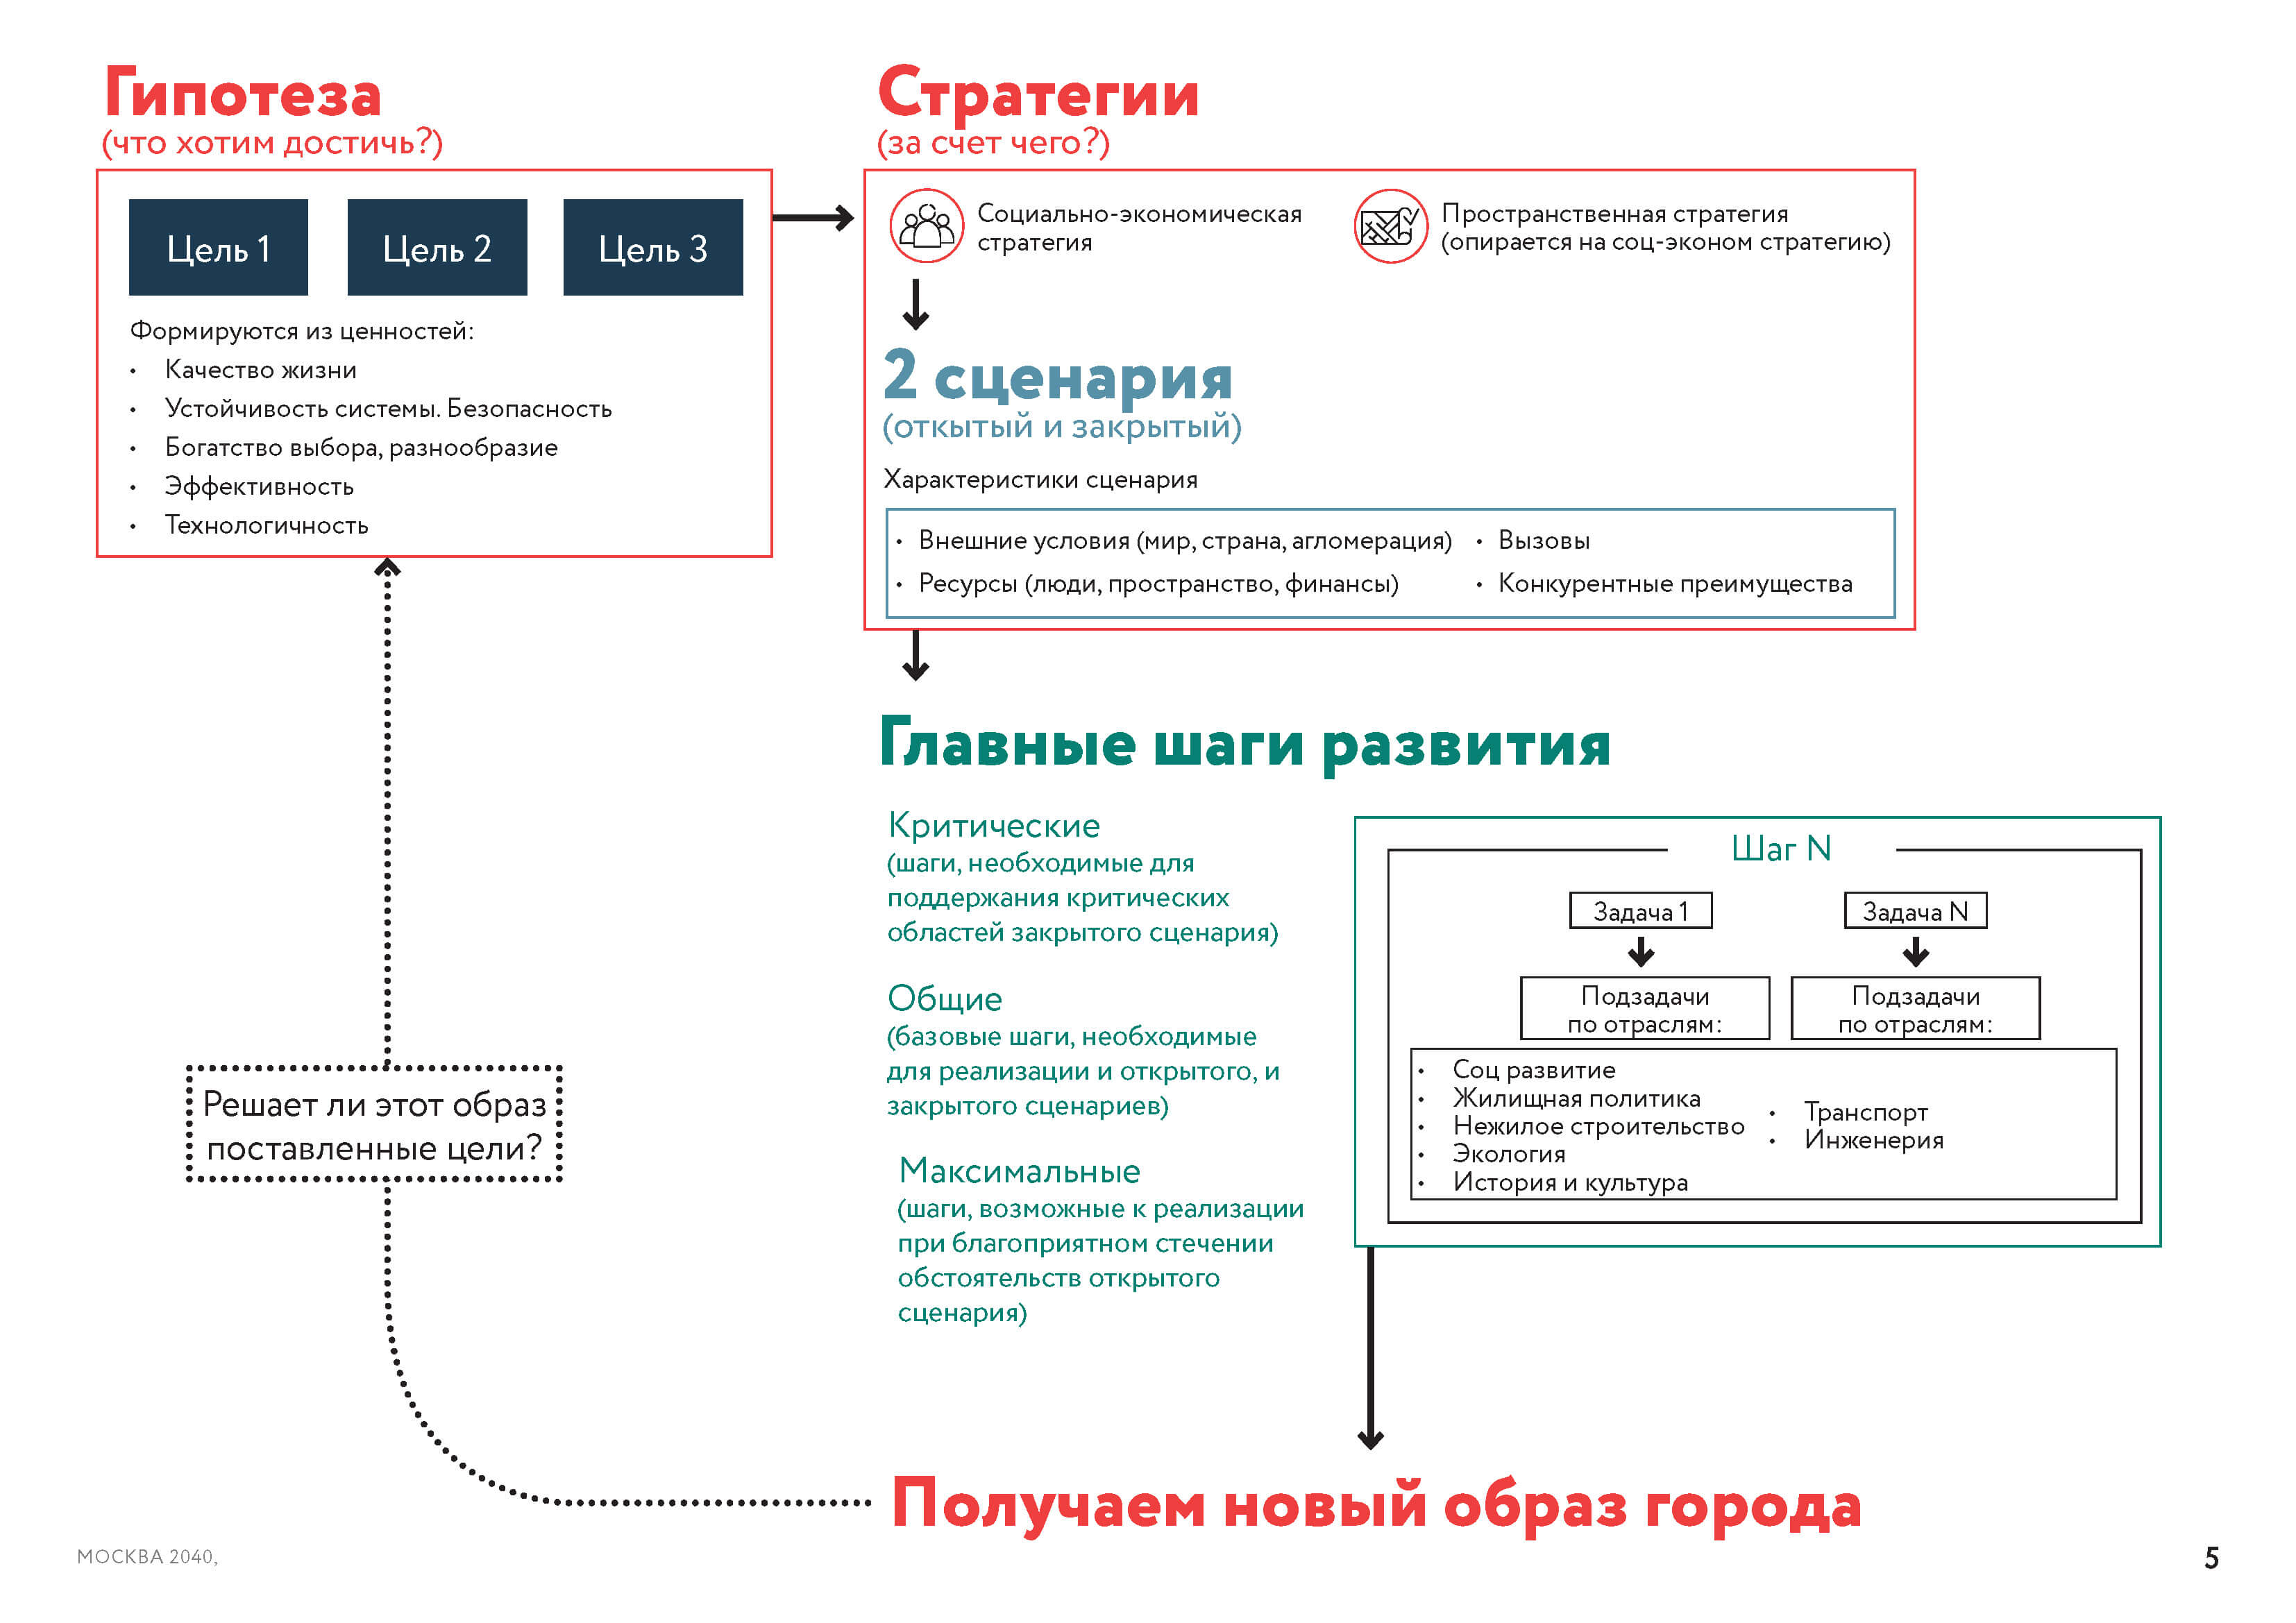 Гипотеза
(что хотим достичь?)
Цель 1
Цель 2
Цель 3
Формируются из ценностей:
• Качество жизни
• Устойчивость системы. Безопасность
• Богатство выбора, разнообразие
• Эффективность
• Технологичность
Стратегии
(за счет чего?)
Социально-экономическая
стратегия
Пространственная стратегия
(опирается на соц-эконом стратегию)
2 сценария
(откытый и закрытый)
Характеристики сценария
• Внешние условия (мир, страна, агломерация)
• Ресурсы (люди, пространство, финансы)
• Вызовы
• Конкурентные преимущества
Главные шаги развития
Критические
(шаги, необходимые для
поддержания критических
областей закрытого сценария)
Общие
(базовые шаги, необходимые
для реализации и открытого, и
закрытого сценариев)
Максимальные
(шаги, возможные к реализации
при благоприятном стечении
обстоятельств открытого
сценария)
Шаг N
Задача 1
Задача N
Подзадачи
по отраслям:
Подзадачи
по отраслям:
• Соц развитие
• Жилищная политика
• Нежилое строительство
• Экология
• История и культура
• Транспорт
• Инженерия
Решает ли этот образ
поставленные цели?
Получаем новый образ города
МОСКВА 2040,
5